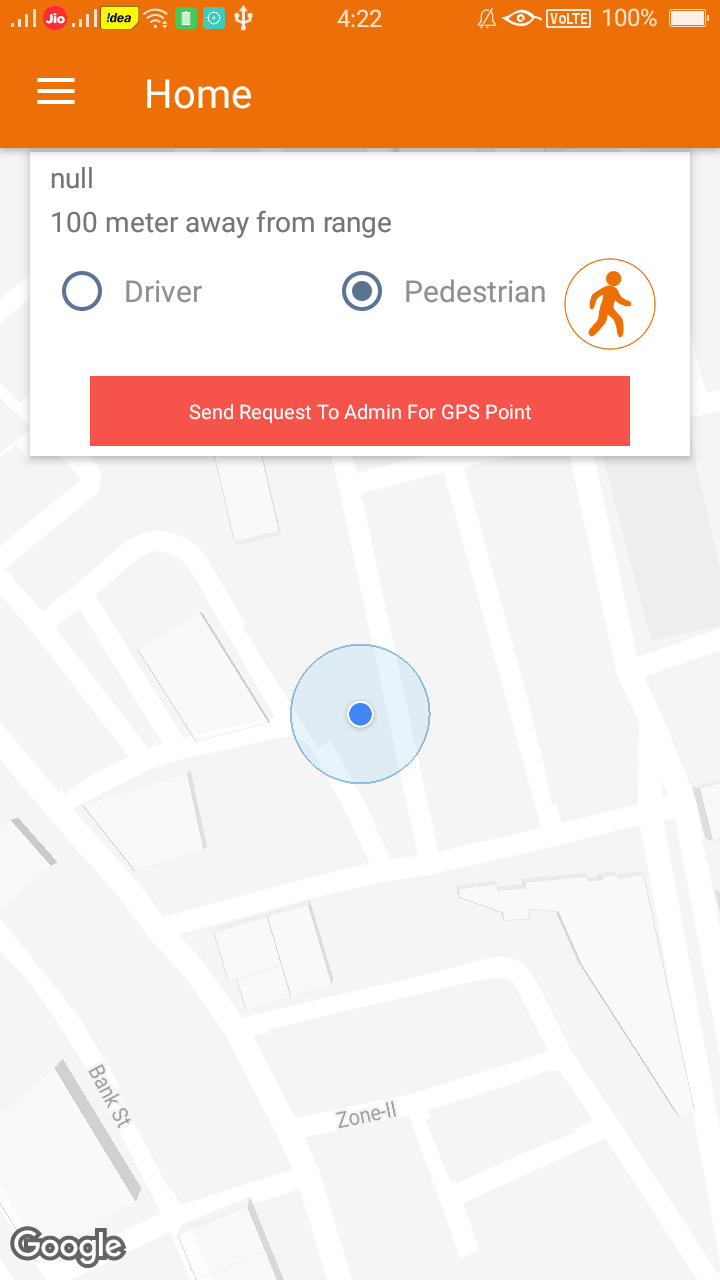 Jio !dea 4:22 VoLTE 100%
Home
null
100 meter away from range
Driver Pedestrian
Send Request To Admin For GPS Point
Bank St
Zone-II
Google